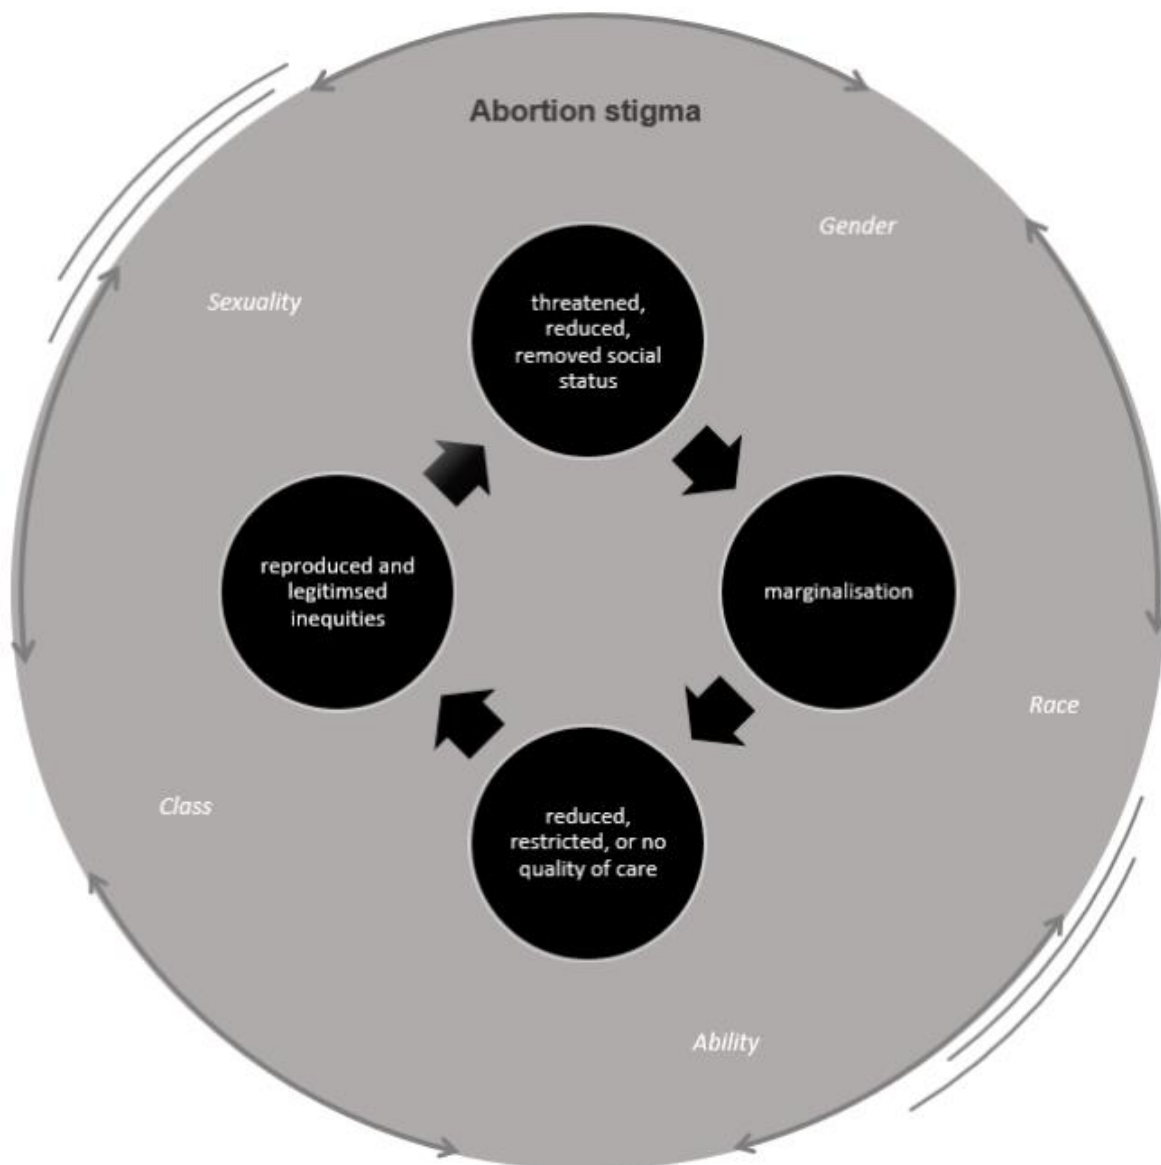 Abortion stigma
Gender
Sexuality
threatened,
reduced,
removed social
status
reproduced and
legitimsed
inequities
marginalisation
Race
Class
reduced,
restricted, or no
quality of care
Ability